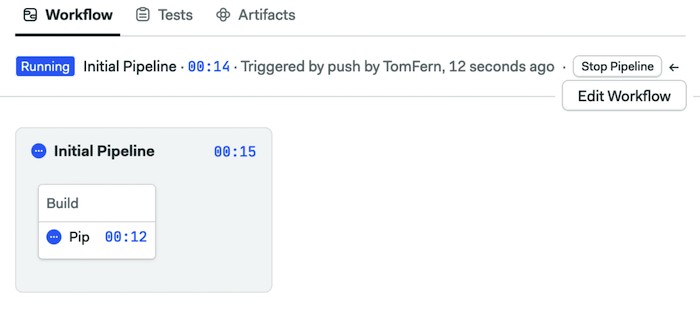 Workflow Tests Artifacts
Running Initial Pipeline · 00:14 · Triggered by push by TomFern, 12 seconds ago · Stop Pipeline ←
Edit Workflow
Initial Pipeline 00:15
Build
Pip 00:12